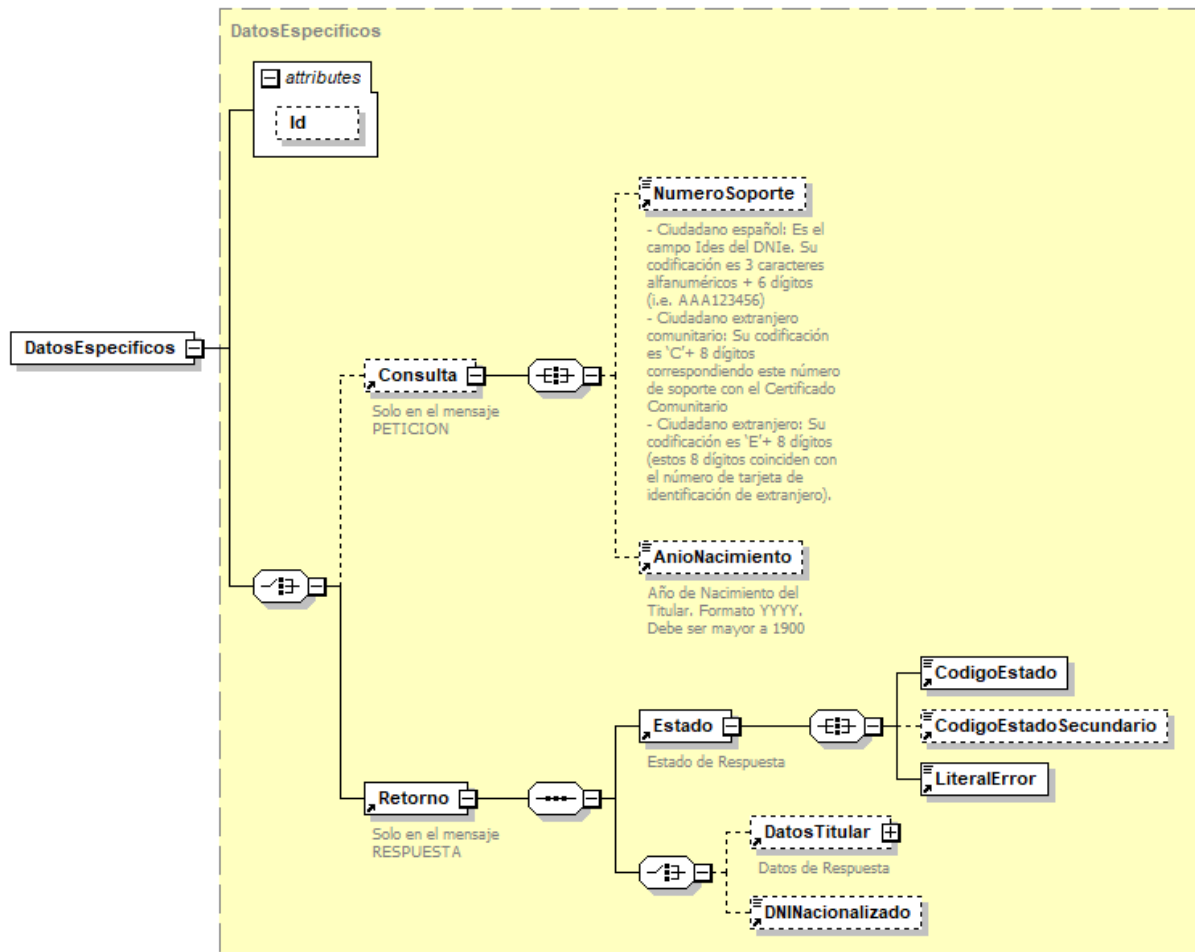 DatosEspecificos
attributes
Id
DatosEspecificos
NumeroSoporte
- Ciudadano español: Es el
campo Ides del DNIe. Su
codificación es 3 caracteres
alfanuméricos + 6 dígitos
(i.e. AAA123456)
- Ciudadano extranjero
comunitario: Su codificación
es ‘C’+ 8 dígitos
correspondiendo este número
de soporte con el Certificado
Comunitario
- Ciudadano extranjero: Su
codificación es ‘E’+ 8 dígitos
(estos 8 dígitos coinciden con
el número de tarjeta de
identificación de extranjero).
Consulta
Solo en el mensaje
PETICION
AnioNacimiento
Año de Nacimiento del
Titular. Formato YYYY.
Debe ser mayor a 1900
Retorno
Solo en el mensaje
RESPUESTA
Estado
Estado de Respuesta
CodigoEstado
CodigoEstadoSecundario
LiteralError
DatosTitular
Datos de Respuesta
DNINacionalizado